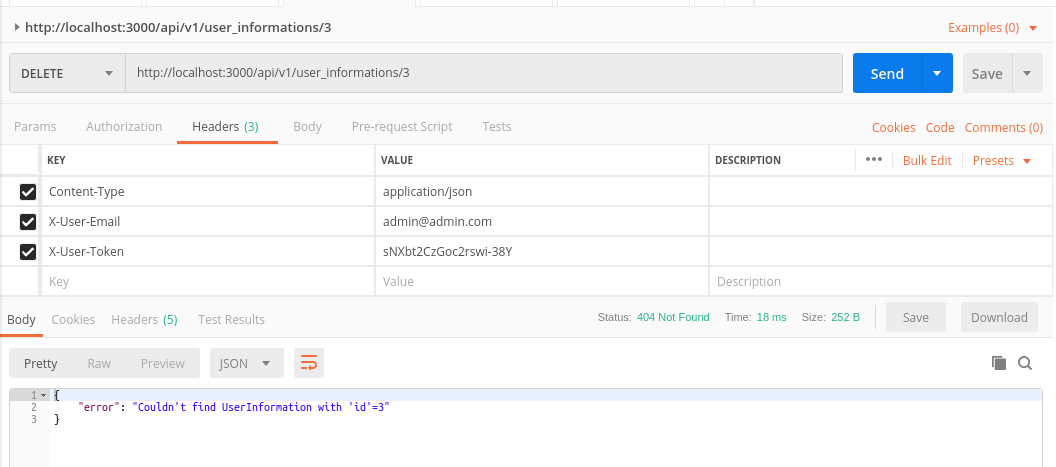 http://localhost:3000/api/v1/user_informations/3 Examples (0)
DELETE http://localhost:3000/api/v1/user_informations/3 Send Save
Params Authorization Headers (3) Body Pre-request Script Tests Cookies Code Comments (0)
KEY VALUE DESCRIPTION ••• Bulk Edit Presets
Content-Type application/json
X-User-Email admin@admin.com
X-User-Token sNXbt2CzGoc2rswi-38Y
Key Value Description
Body Cookies Headers (5) Test Results Status: 404 Not Found Time: 18 ms Size: 252 B Save Download
Pretty Raw Preview JSON
1 {
2 "error": "Couldn't find UserInformation with 'id'=3"
3 }